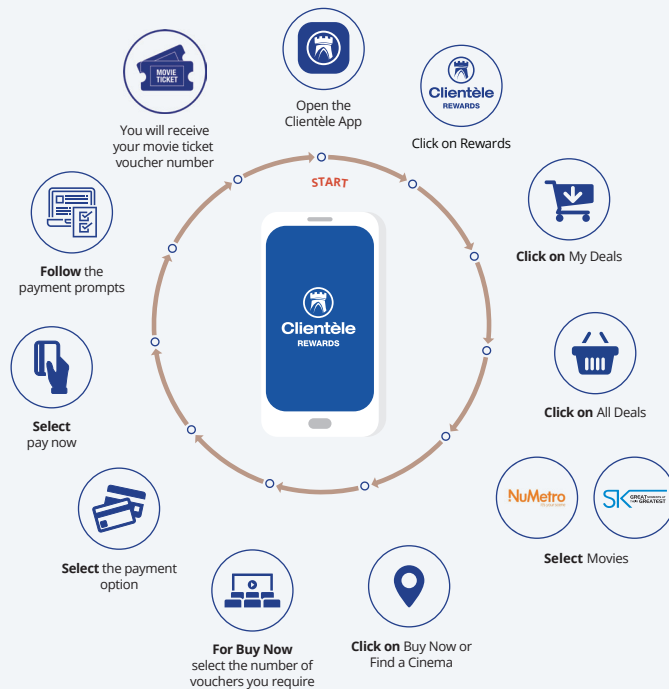 Open the
Clientèle App
Clientèle
REWARDS
Click on Rewards
Click on My Deals
Click on All Deals
NuMetro
SK
GREAT
GREATEST
Select Movies
Click on Buy Now or
Find a Cinema
For Buy Now
select the number of
vouchers you require
Select the payment
option
Select
pay now
Follow the
payment prompts
MOVIE
TICKET
You will receive
your movie ticket
voucher number
START
Clientèle
REWARDS